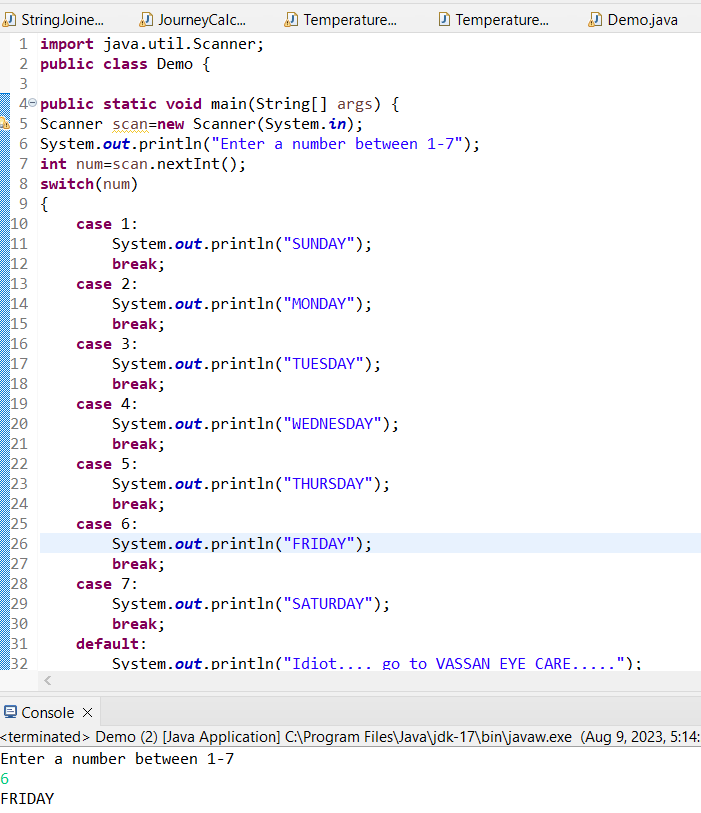 StringJoine... JourneyCalc... Temperature... Temperature... Demo.java
1 import java.util.Scanner;
2 public class Demo {
3
4 public static void main(String[] args) {
5 Scanner scan=new Scanner(System.in);
6 System.out.println("Enter a number between 1-7");
7 int num=scan.nextInt();
8 switch(num)
9 {
10     case 1:
11         System.out.println("SUNDAY");
12         break;
13     case 2:
14         System.out.println("MONDAY");
15         break;
16     case 3:
17         System.out.println("TUESDAY");
18         break;
19     case 4:
20         System.out.println("WEDNESDAY");
21         break;
22     case 5:
23         System.out.println("THURSDAY");
24         break;
25     case 6:
26         System.out.println("FRIDAY");
27         break;
28     case 7:
29         System.out.println("SATURDAY");
30         break;
31     default:
32         System.out.println("Idiot.... go to VASSAN EYE CARE.....");
Console
<terminated> Demo (2) [Java Application] C:\Program Files\Java\jdk-17\bin\javaw.exe (Aug 9, 2023, 5:14:
Enter a number between 1-7
6
FRIDAY